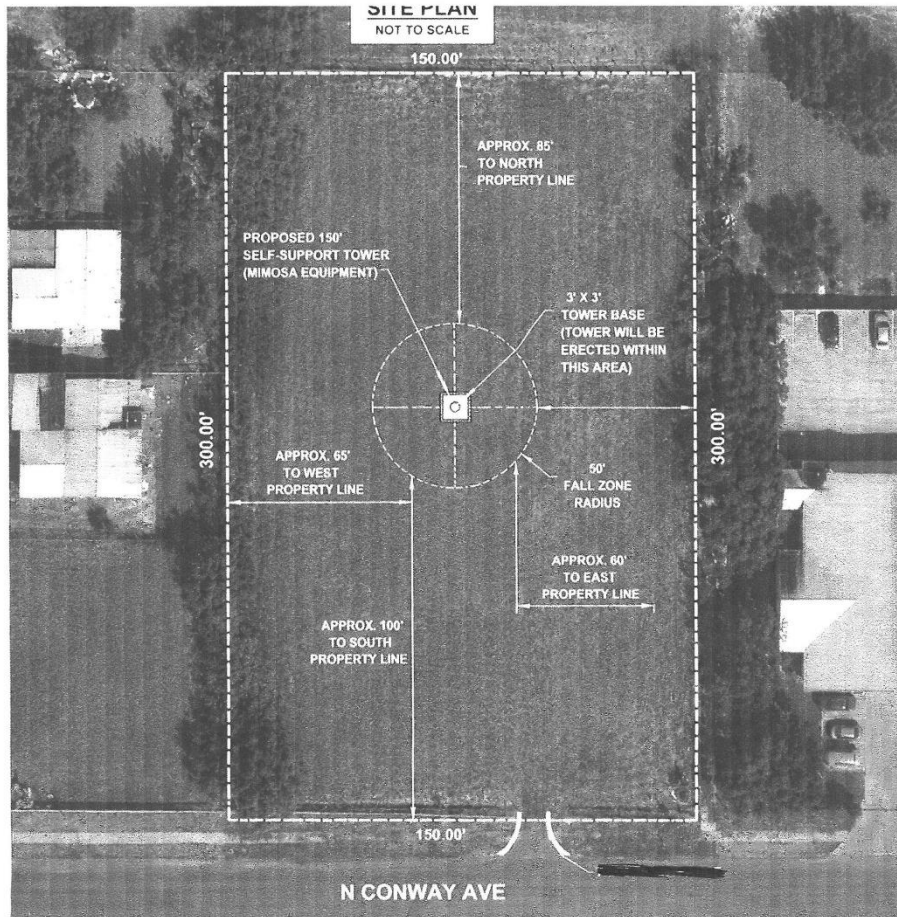 SITE PLAN
NOT TO SCALE
150.00'
APPROX. 85'
TO NORTH
PROPERTY LINE
PROPOSED 150'
SELF-SUPPORT TOWER
(MIMOSA EQUIPMENT)
3' X 3'
TOWER BASE
(TOWER WILL BE
ERECTED WITHIN
THIS AREA)
300.00'
300.00'
APPROX. 65'
TO WEST
PROPERTY LINE
50'
FALL ZONE
RADIUS
APPROX. 60'
TO EAST
PROPERTY LINE
APPROX. 100'
TO SOUTH
PROPERTY LINE
150.00'
N CONWAY AVE